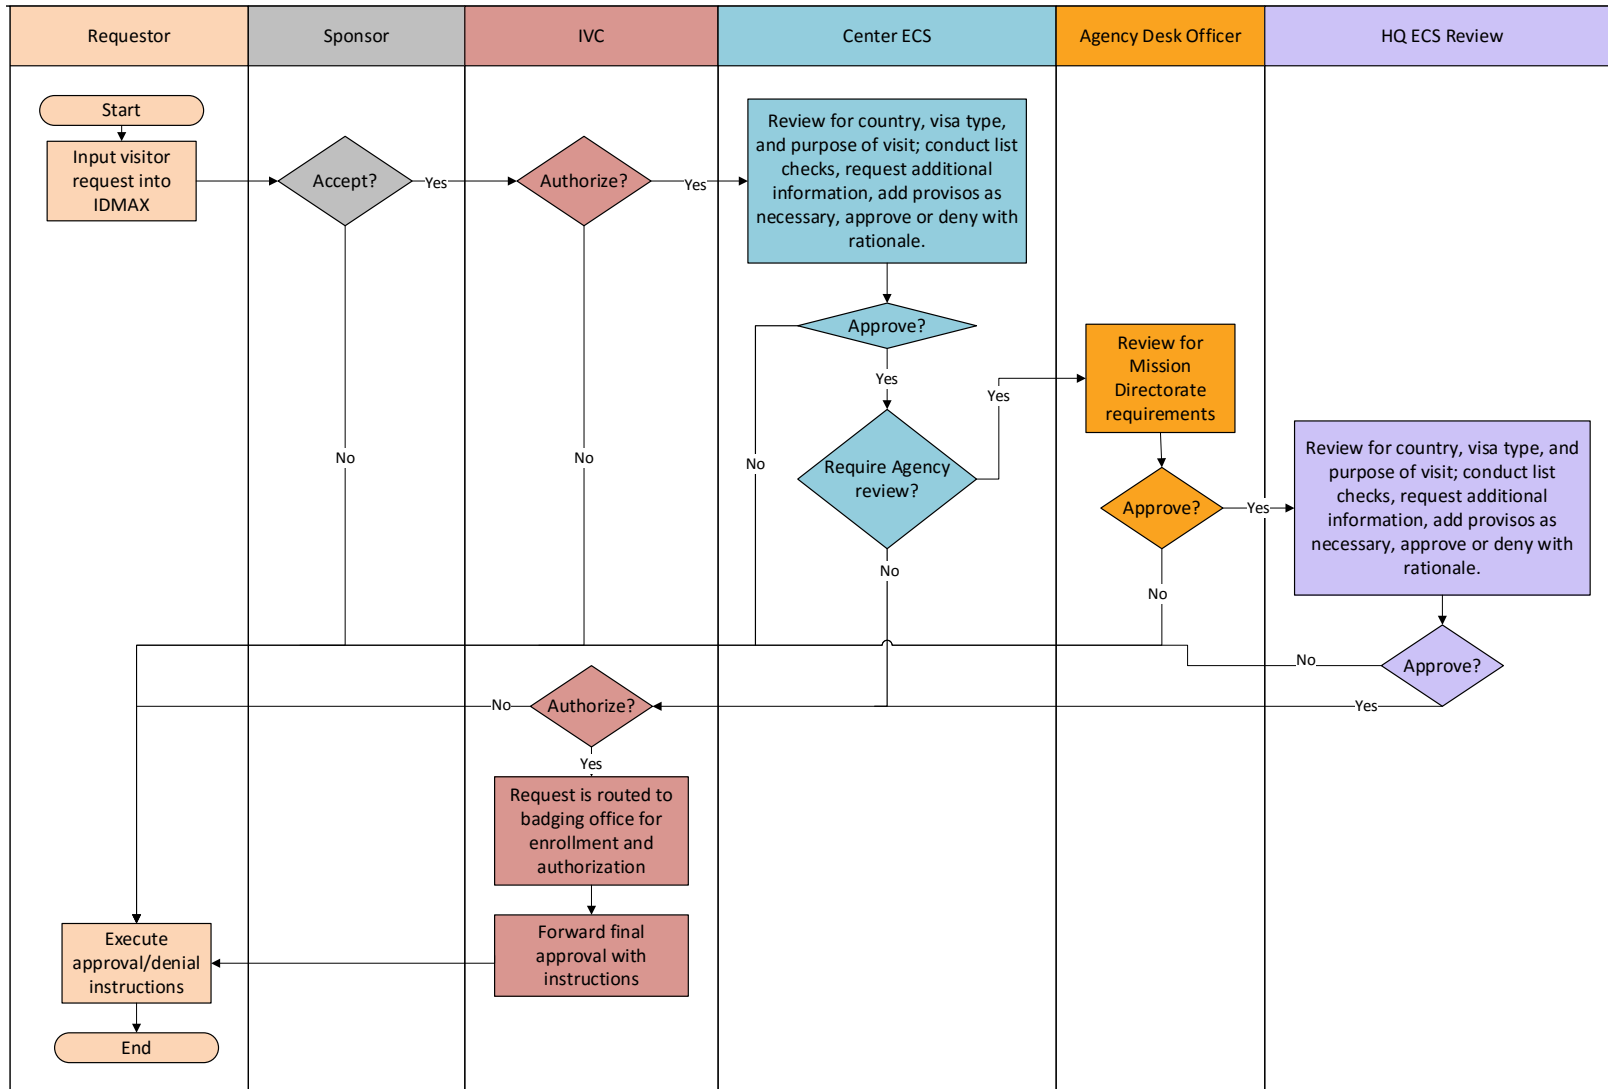 Requestor
Sponsor
IVC
Center ECS
Agency Desk Officer
HQ ECS Review
Start
Input visitor
request into
IDMAX
Accept?
Yes
Authorize?
Yes
Review for country, visa type,
and purpose of visit; conduct list
checks, request additional
information, add provisos as
necessary, approve or deny with
rationale.
Approve?
Yes
No
Require Agency
review?
Yes
No
Review for
Mission
Directorate
requirements
Approve?
Yes
No
Review for country, visa type, and
purpose of visit; conduct list
checks, request additional
information, add provisos as
necessary, approve or deny with
rationale.
Approve?
No
Yes
No
No
Authorize?
No
Yes
Request is routed to
badging office for
enrollment and
authorization
Forward final
approval with
instructions
Execute
approval/denial
instructions
End